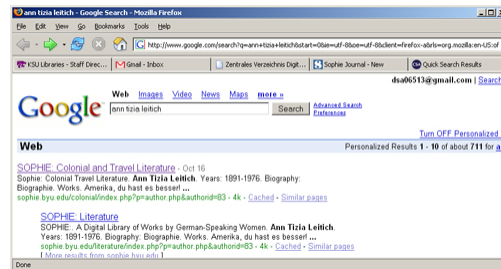 ann tizia leitich - Google Search - Mozilla Firefox
File Edit View Go Bookmarks Tools Help
http://www.google.com/search?q=ann+tizia+leitich&start=0&ie=utf-8&oe=utf-8&client=firefox-a&rls=org.mozilla:en-US:of
KSU Libraries - Staff Direc... Gmail - Inbox Zentrales Verzeichnis Digit... Sophie Journal - New Quick Search Results
dsa06513@gmail.com | Search
Web Images Video News Maps more »
Google ann tizia leitich Search Advanced Search
Preferences
Turn OFF Personalized
Web Personalized Results 1 - 10 of about 711 for a
SOPHIE: Colonial and Travel Literature - Oct 16
Sophie: Colonial Travel Literature. Ann Tizia Leitich. Years: 1891-1976. Biography:
Biographie. Works. Amerika, du hast es besser! ...
sophie.byu.edu/colonial/index.php?p=author.php&authorid=83 - 4k - Cached - Similar pages
SOPHIE: Literature
SOPHIE:. A Digital Library of Works by German-Speaking Women. Ann Tizia Leitich.
Years: 1891-1976. Biography: Biographie. Works. Amerika, du hast es besser! ...
sophie.byu.edu/literature/index.php?p=author.php&authorid=83 - 4k - Cached - Similar pages
[ More results from sophie.byu.edu ]
Done